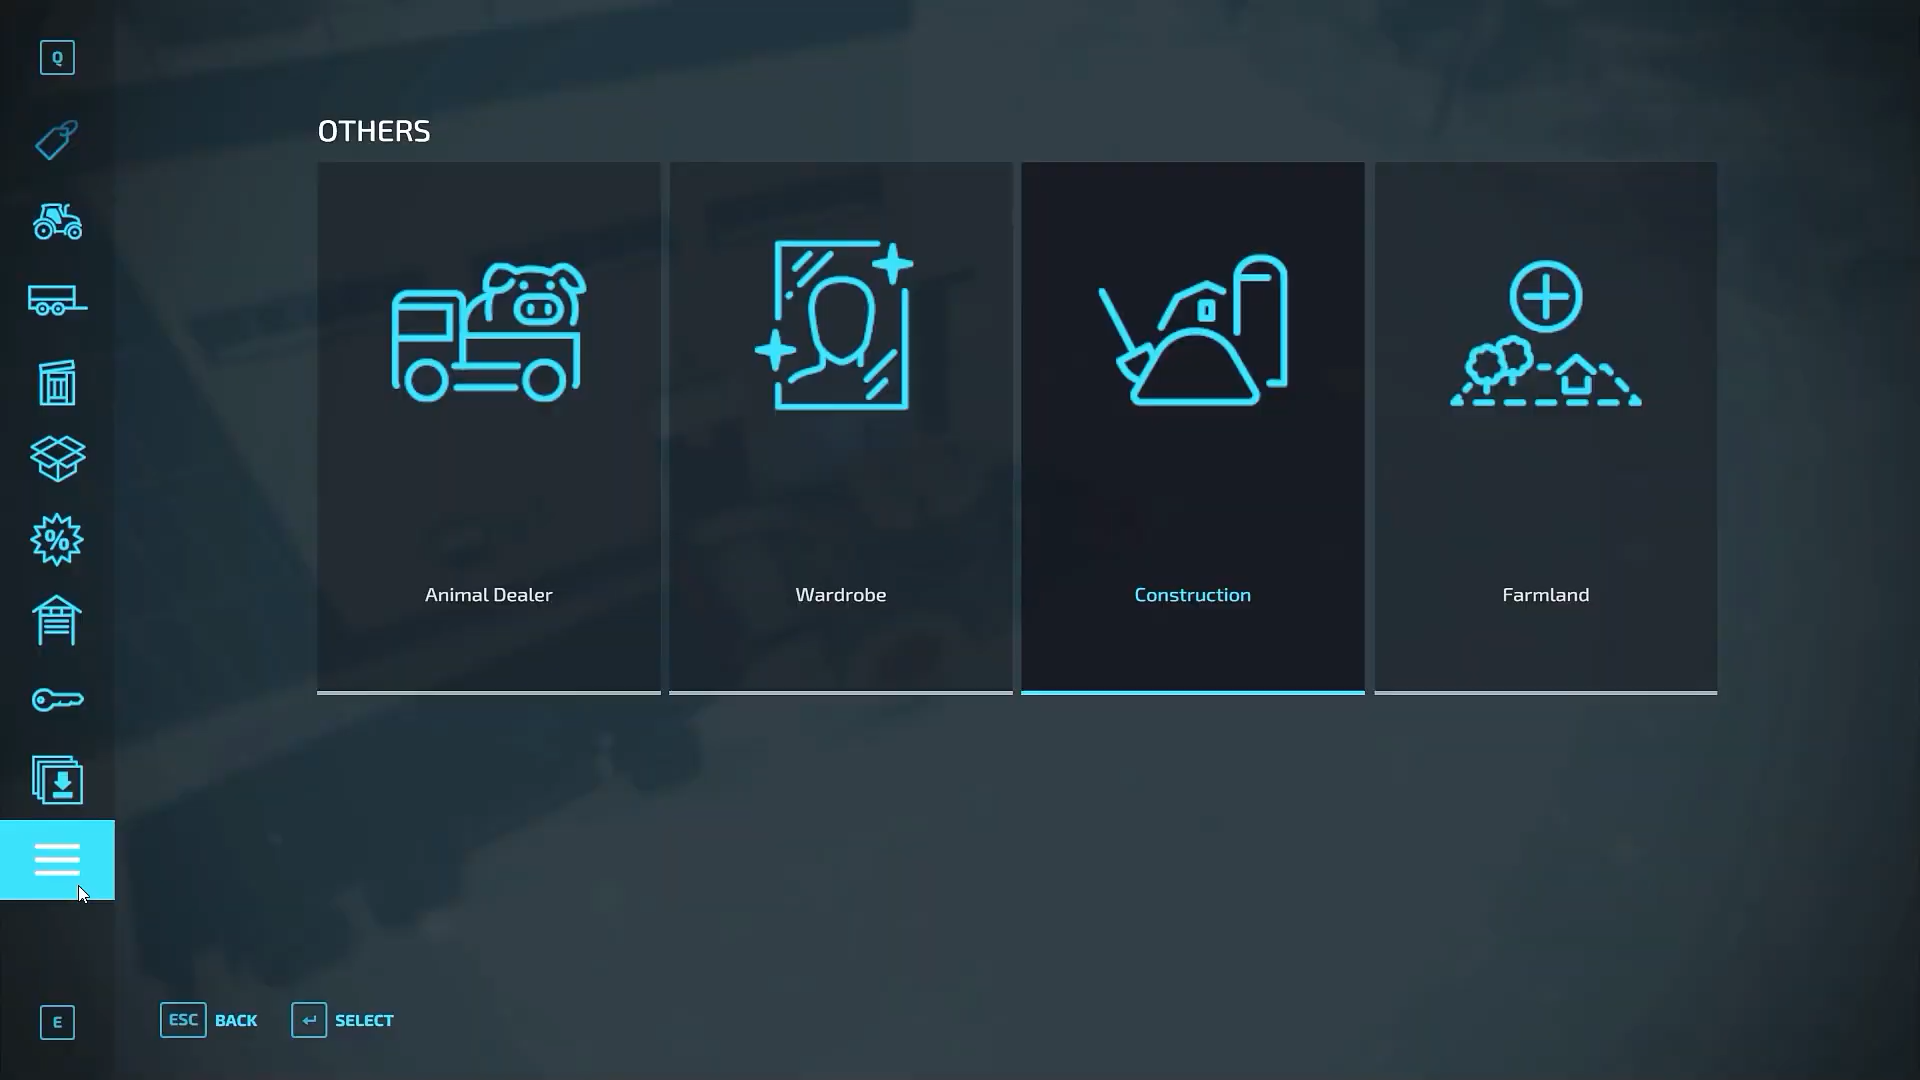 Q
OTHERS
Animal Dealer
Wardrobe
Construction
Farmland
%
E
ESC BACK
↵ SELECT